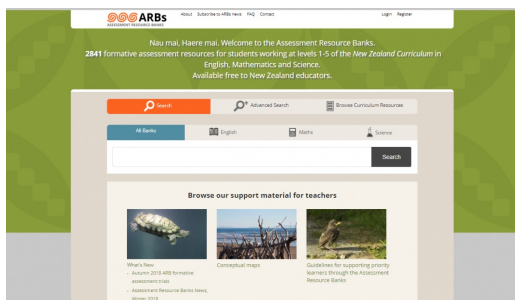 ARBs
ASSESSMENT RESOURCE BANKS
About Subscribe to ARBs news FAQ Contact
Login Register
Nau mai, Haere mai. Welcome to the Assessment Resource Banks.
2841 formative assessment resources for students working at levels 1-5 of the New Zealand Curriculum in
English, Mathematics and Science.
Available free to New Zealand educators.
Search
Advanced Search
Browse Curriculum Resources
All Banks
English
Maths
Science
Search
Browse our support material for teachers
What's New
- Autumn 2018 ARB formative
assessment trials
- Assessment Resource Banks News,
Winter 2018
Conceptual maps
Guidelines for supporting priority
learners through the Assessment
Resource Banks